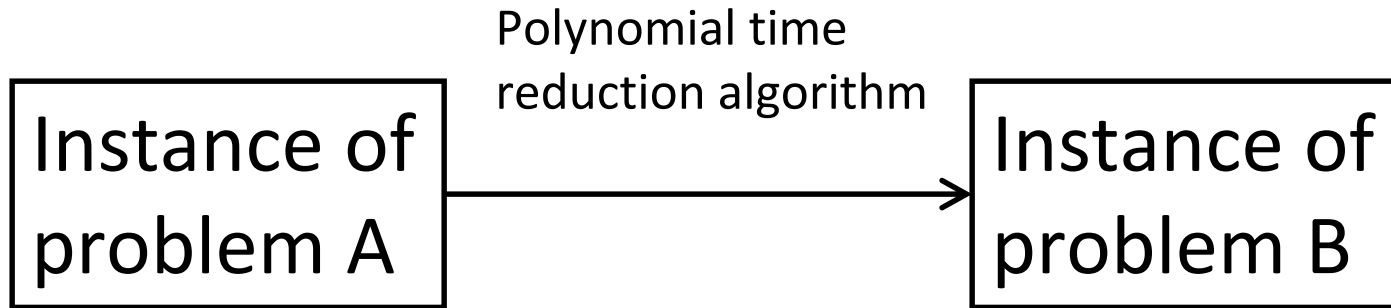 Polynomial time
reduction algorithm
Instance of
problem A
Instance of
problem B